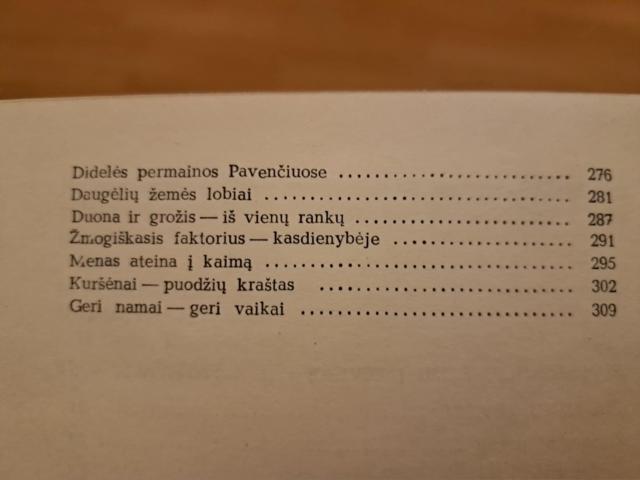 Didelės permainos Pavenčiuose ........................ 276
Daugėlių žemės lobiai ................................ 281
Duona ir grožis — iš vienų rankų ...................... 287
Žmogiškasis faktorius — kasdienybėje .................. 291
Menas ateina į kaimą ................................ 295
Kuršėnai — puodžių kraštas .......................... 302
Geri namai — geri vaikai ............................ 309